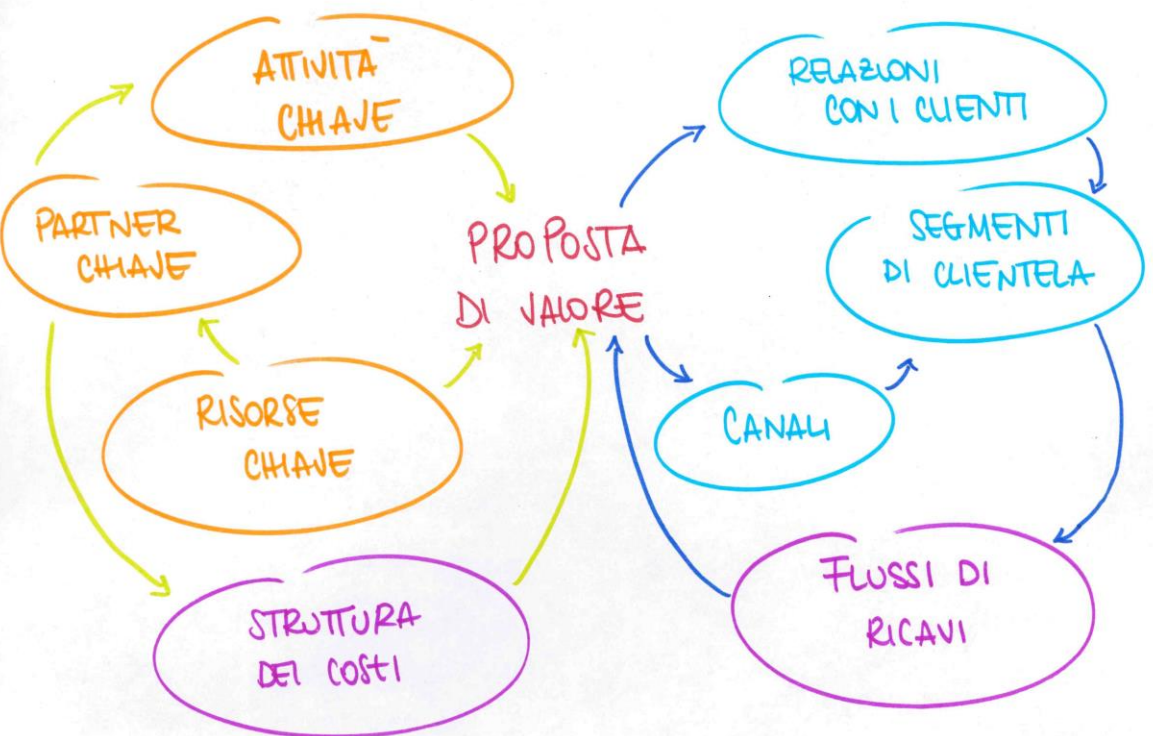 ATTIVITÀ
CHIAVE
RELAZIONI
CON I CLIENTI
PARTNER
CHIAVE
PROPOSTA
DI VALORE
SEGMENTI
DI CLIENTELA
RISORSE
CHIAVE
CANALI
STRUTTURA
DEI COSTI
FLUSSI DI
RICAVI